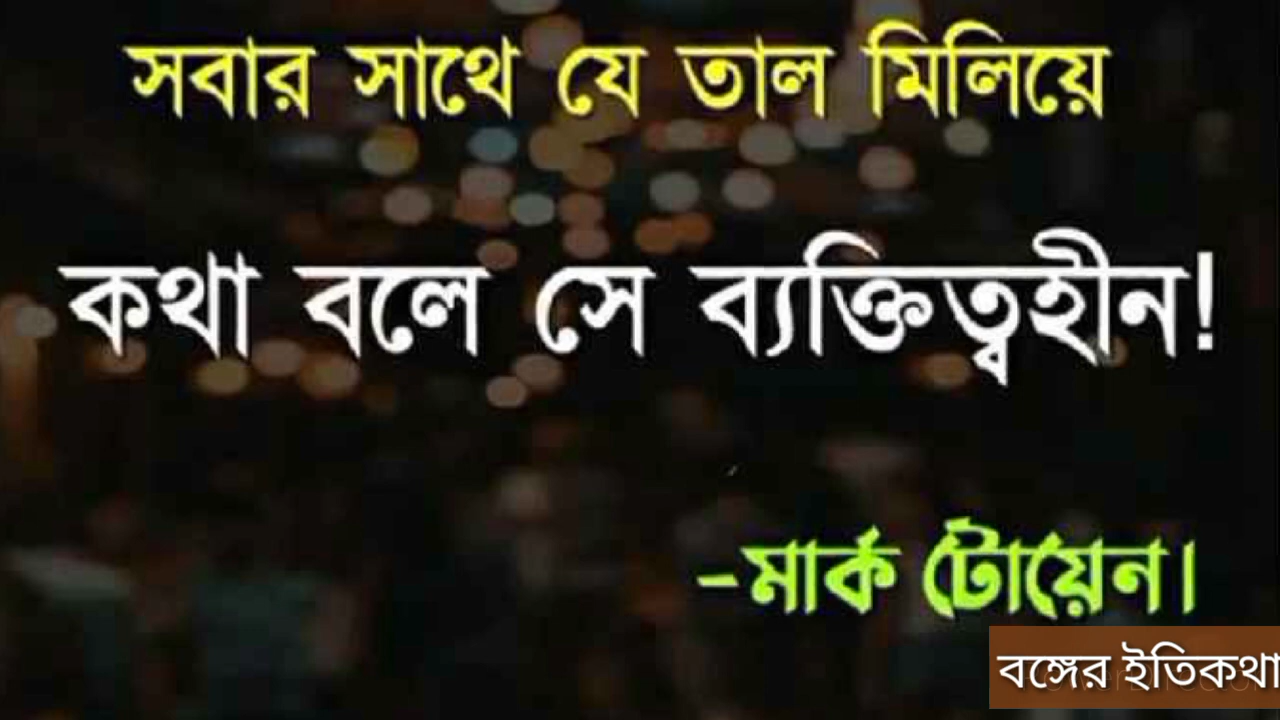 সবার সাথে যে তাল মিলিয়ে
কথা বলে সে ব্যক্তিত্বহীন!
-মার্ক টোয়েন।
বঙ্গের ইতিকথা